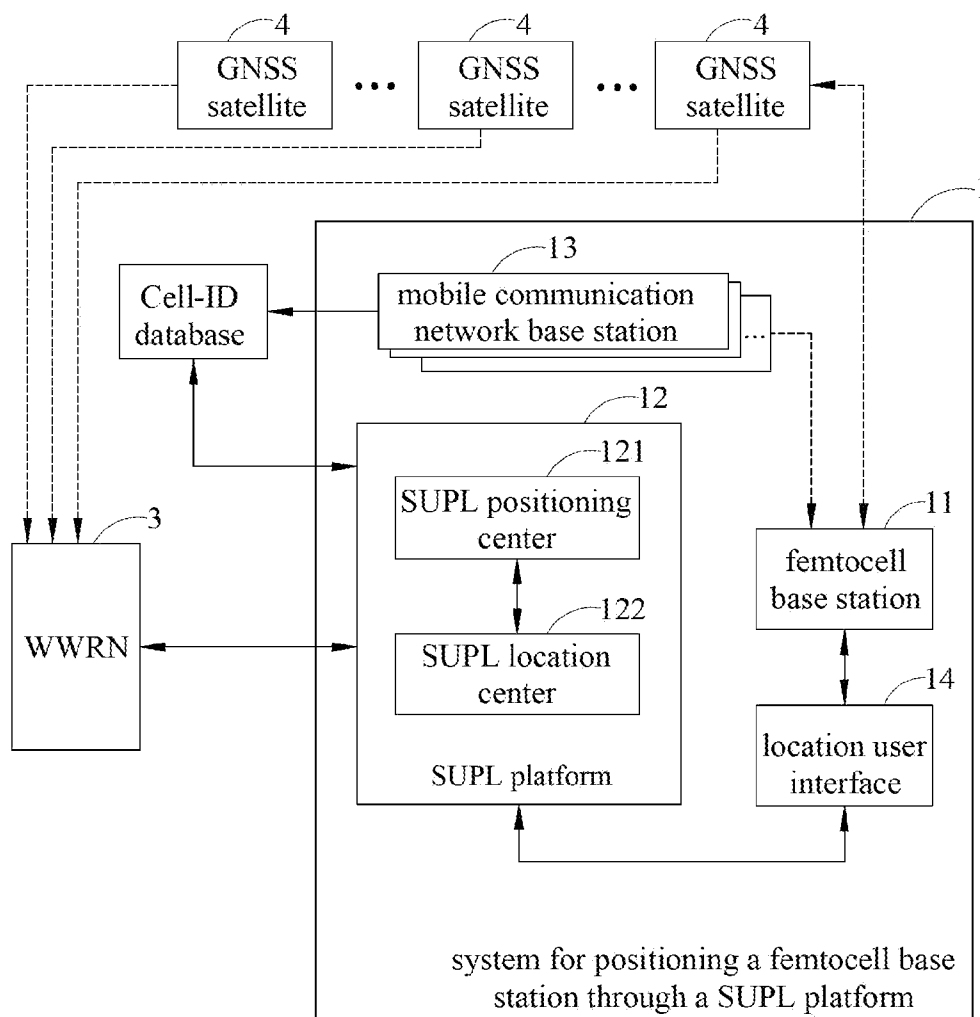 4 4 4
GNSS satellite
GNSS satellite
GNSS satellite
13
Cell-ID
database
mobile communication
network base station
...
12
121
SUPL positioning
center
11
femtocell
base station
3
WWRN
122
SUPL location
center
14
location user
interface
SUPL platform
system for positioning a femtocell base
station through a SUPL platform